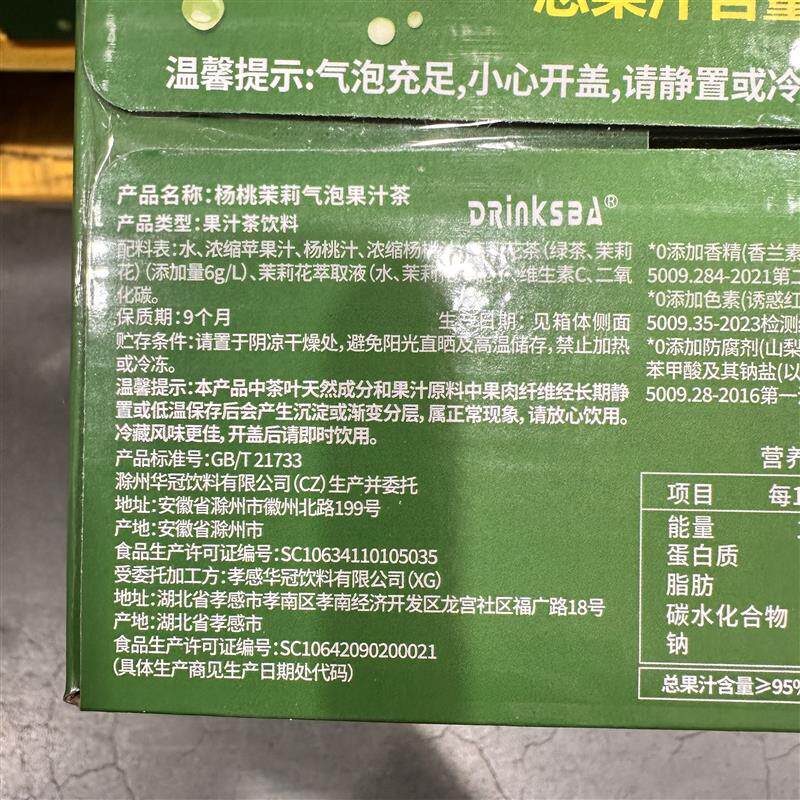 总果汁含量
温馨提示:气泡充足,小心开盖,请静置或冷
产品名称:杨桃茉莉气泡果汁茶
DRINKSBA®
产品类型:果汁茶饮料
配料表:水、浓缩苹果汁、杨桃汁、浓缩杨桃 花茶(绿茶、茉莉
花)(添加量6g/L)、茉莉花萃取液(水、茉莉 维生素C、二氧
化碳。
保质期:9个月
生产日期:见箱体侧面
贮存条件:请置于阴凉干燥处,避免阳光直晒及高温储存,禁止加热
或冷冻。
温馨提示:本产品中茶叶天然成分和果汁原料中果肉纤维经长期静
置或低温保存后会产生沉淀或渐变分层,属正常现象,请放心饮用。
冷藏风味更佳,开盖后请即时饮用。
产品标准号:GB/T 21733
滁州华冠饮料有限公司(CZ)生产并委托
地址:安徽省滁州市徽州北路199号
产地:安徽省滁州市
食品生产许可证编号:SC10634110105035
受委托加工方:孝感华冠饮料有限公司(XG)
地址:湖北省孝感市孝南区孝南经济开发区龙宫社区福广路18号
产地:湖北省孝感市
食品生产许可证编号:SC10642090200021
(具体生产商见生产日期处代码)
*0添加香精(香兰素
5009.284-2021第二
*0添加色素(诱惑红
5009.35-2023检测
*0添加防腐剂(山梨
苯甲酸及其钠盐(以
5009.28-2016第一
营养
项目 每1
能量
蛋白质
脂肪
碳水化合物
钠
总果汁含量≥95%